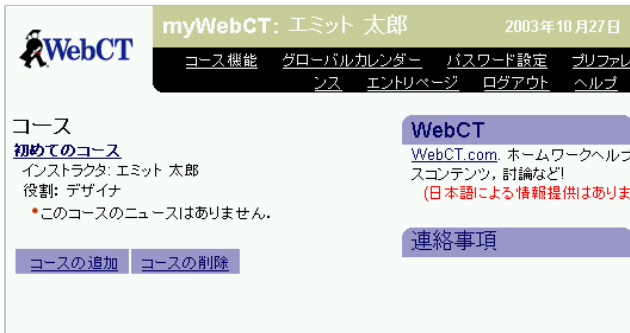 WebCT
myWebCT: エミット 太郎 2003年10月27日
コース機能 グローバルカレンダー パスワード設定 プリファレ
ンス エントリページ ログアウト ヘルプ
コース
初めてのコース
インストラクタ: エミット 太郎
役割: デザイナ
•このコースのニュースはありません.
コースの追加 コースの削除
WebCT
WebCT.com. ホームワークヘルプ
スコンテンツ, 討論など!
(日本語による情報提供はありま
連絡事項